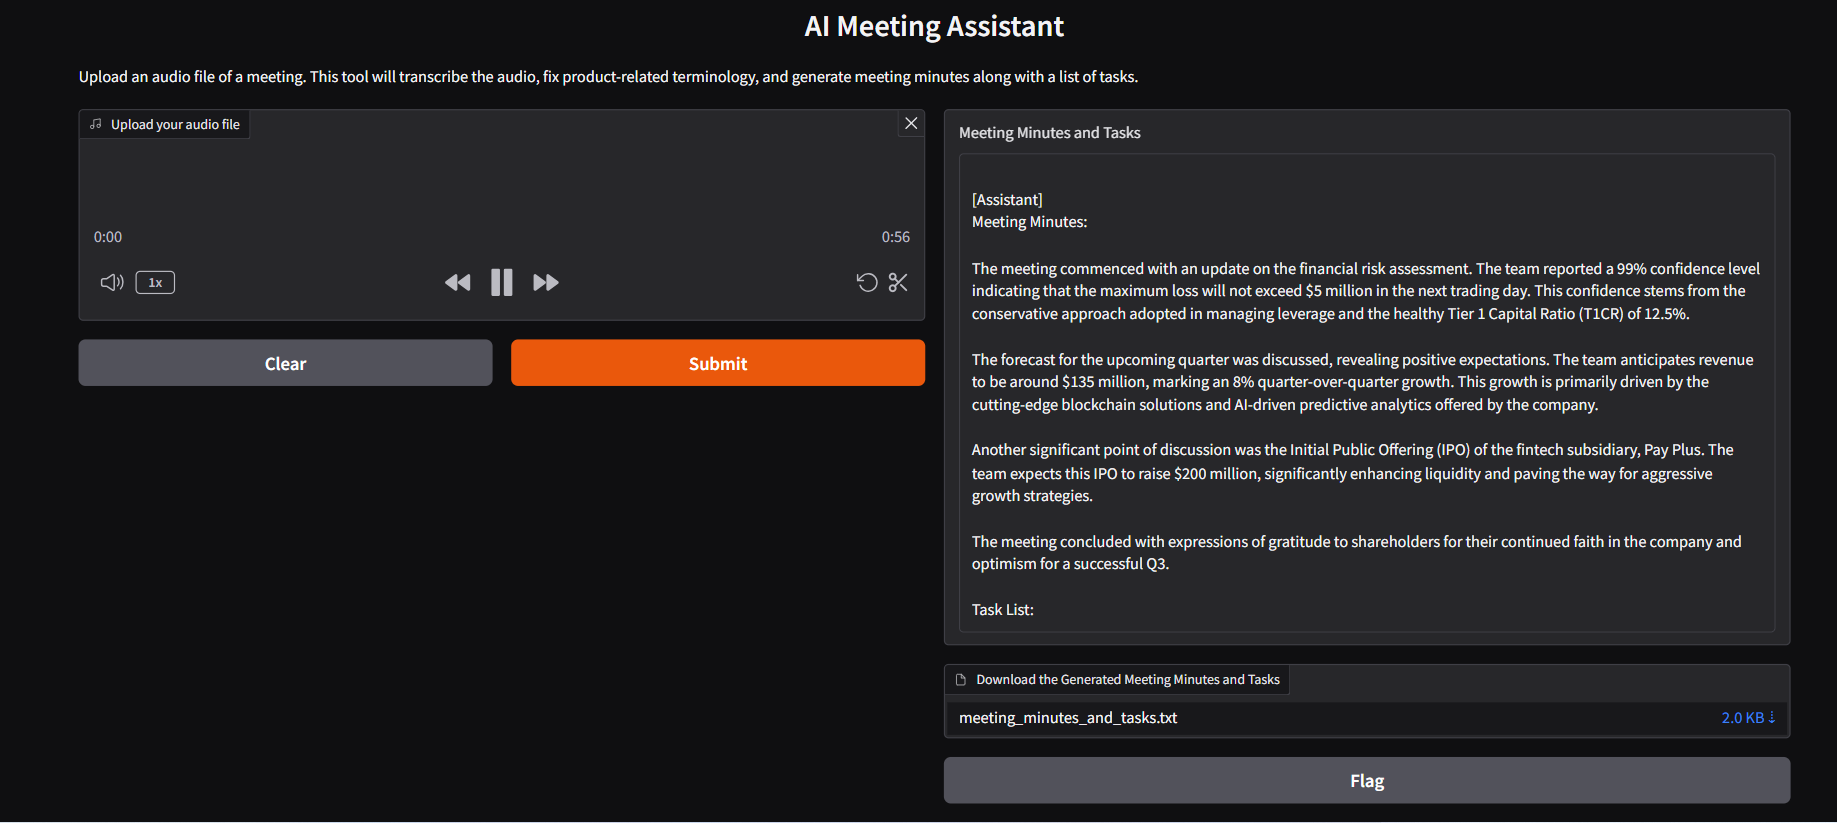 AI Meeting Assistant
Upload an audio file of a meeting. This tool will transcribe the audio, fix product-related terminology, and generate meeting minutes along with a list of tasks.
Upload your audio file
0:00
0:56
1x
Clear
Submit
Meeting Minutes and Tasks
[Assistant]
Meeting Minutes:
The meeting commenced with an update on the financial risk assessment. The team reported a 99% confidence level
indicating that the maximum loss will not exceed $5 million in the next trading day. This confidence stems from the
conservative approach adopted in managing leverage and the healthy Tier 1 Capital Ratio (T1CR) of 12.5%.
The forecast for the upcoming quarter was discussed, revealing positive expectations. The team anticipates revenue
to be around $135 million, marking an 8% quarter-over-quarter growth. This growth is primarily driven by the
cutting-edge blockchain solutions and AI-driven predictive analytics offered by the company.
Another significant point of discussion was the Initial Public Offering (IPO) of the fintech subsidiary, Pay Plus. The
team expects this IPO to raise $200 million, significantly enhancing liquidity and paving the way for aggressive
growth strategies.
The meeting concluded with expressions of gratitude to shareholders for their continued faith in the company and
optimism for a successful Q3.
Task List:
Download the Generated Meeting Minutes and Tasks
meeting_minutes_and_tasks.txt
2.0 KB ⇣
Flag